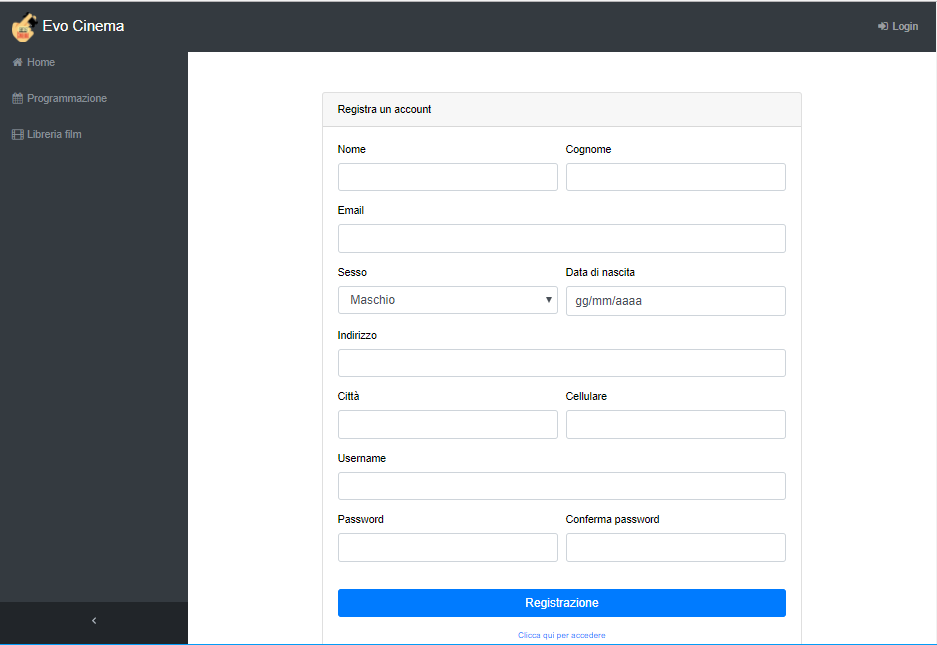 Evo Cinema
Login
Home
Programmazione
Libreria film
Registra un account
Nome Cognome
Email
Sesso Data di nascita
Maschio gg/mm/aaaa
Indirizzo
Città Cellulare
Username
Password Conferma password
Registrazione
Clicca qui per accedere